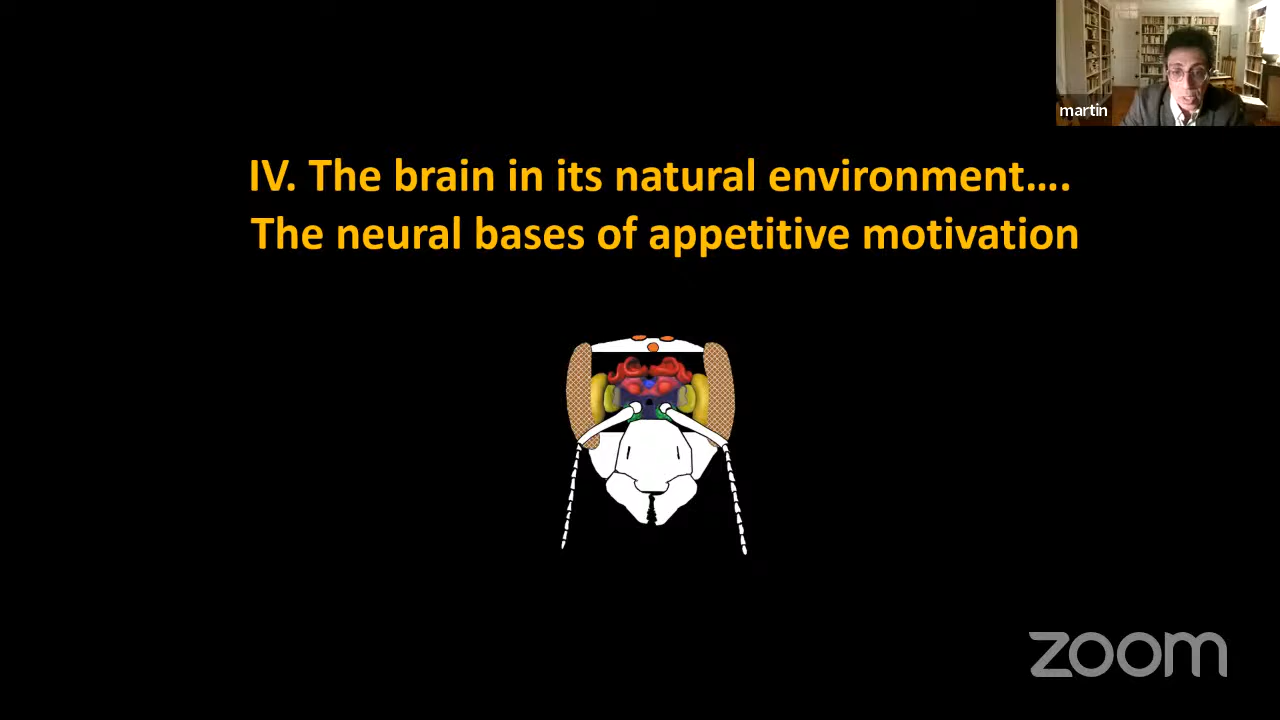 martin
IV. The brain in its natural environment….
The neural bases of appetitive motivation
zoom